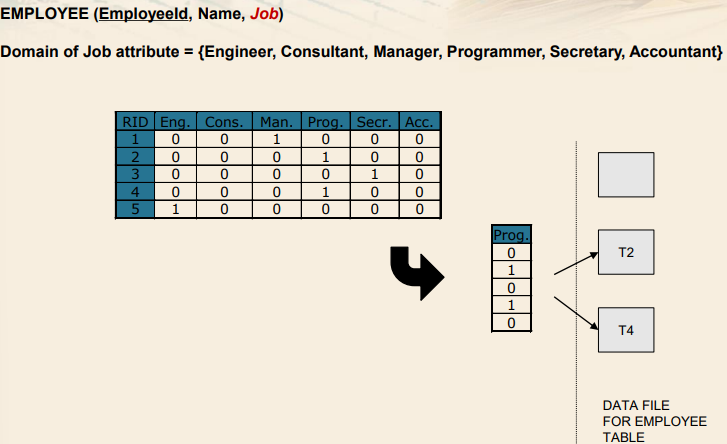 EMPLOYEE (EmployeeId, Name, Job)
Domain of Job attribute = {Engineer, Consultant, Manager, Programmer, Secretary, Accountant}
RID Eng. Cons. Man. Prog. Secr. Acc.
1 0 0 1 0 0 0
2 0 0 0 1 0 0
3 0 0 0 0 1 0
4 0 0 0 1 0 0
5 1 0 0 0 0 0
Prog.
0
1
0
1
0
T2
T4
DATA FILE
FOR EMPLOYEE
TABLE